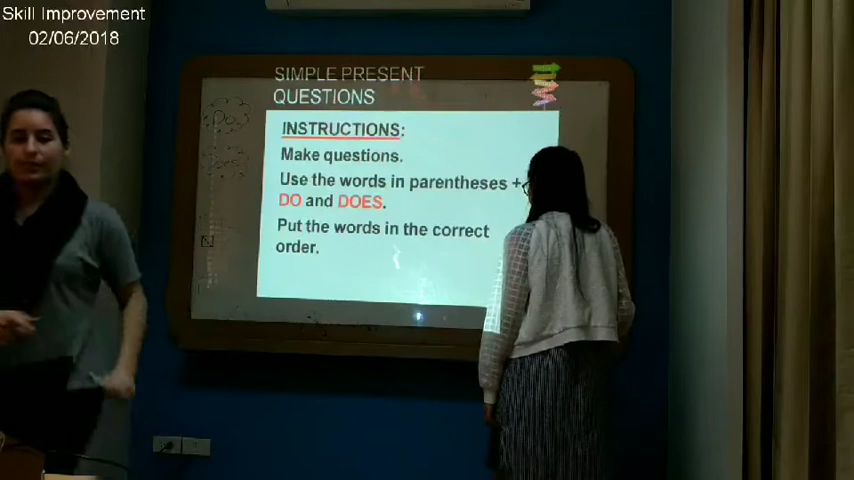 Skill Improvement
02/06/2018
SIMPLE PRESENT
QUESTIONS
INSTRUCTIONS:
Make questions.
Use the words in parentheses +
DO and DOES.
Put the words in the correct
order.